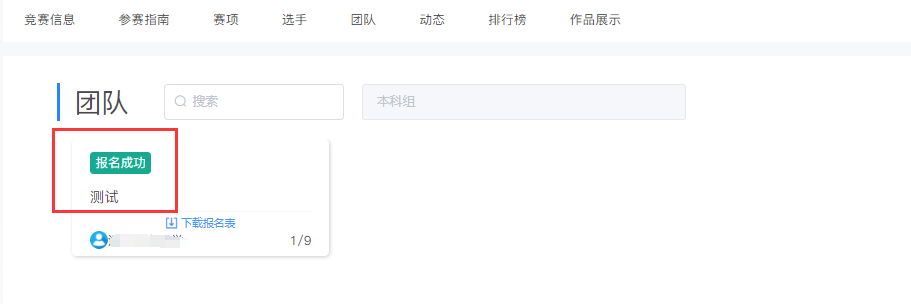 竞赛信息 参赛指南 赛项 选手 团队 动态 排行榜 作品展示
团队 搜索 本科组
报名成功
测试
下载报名表
1/9